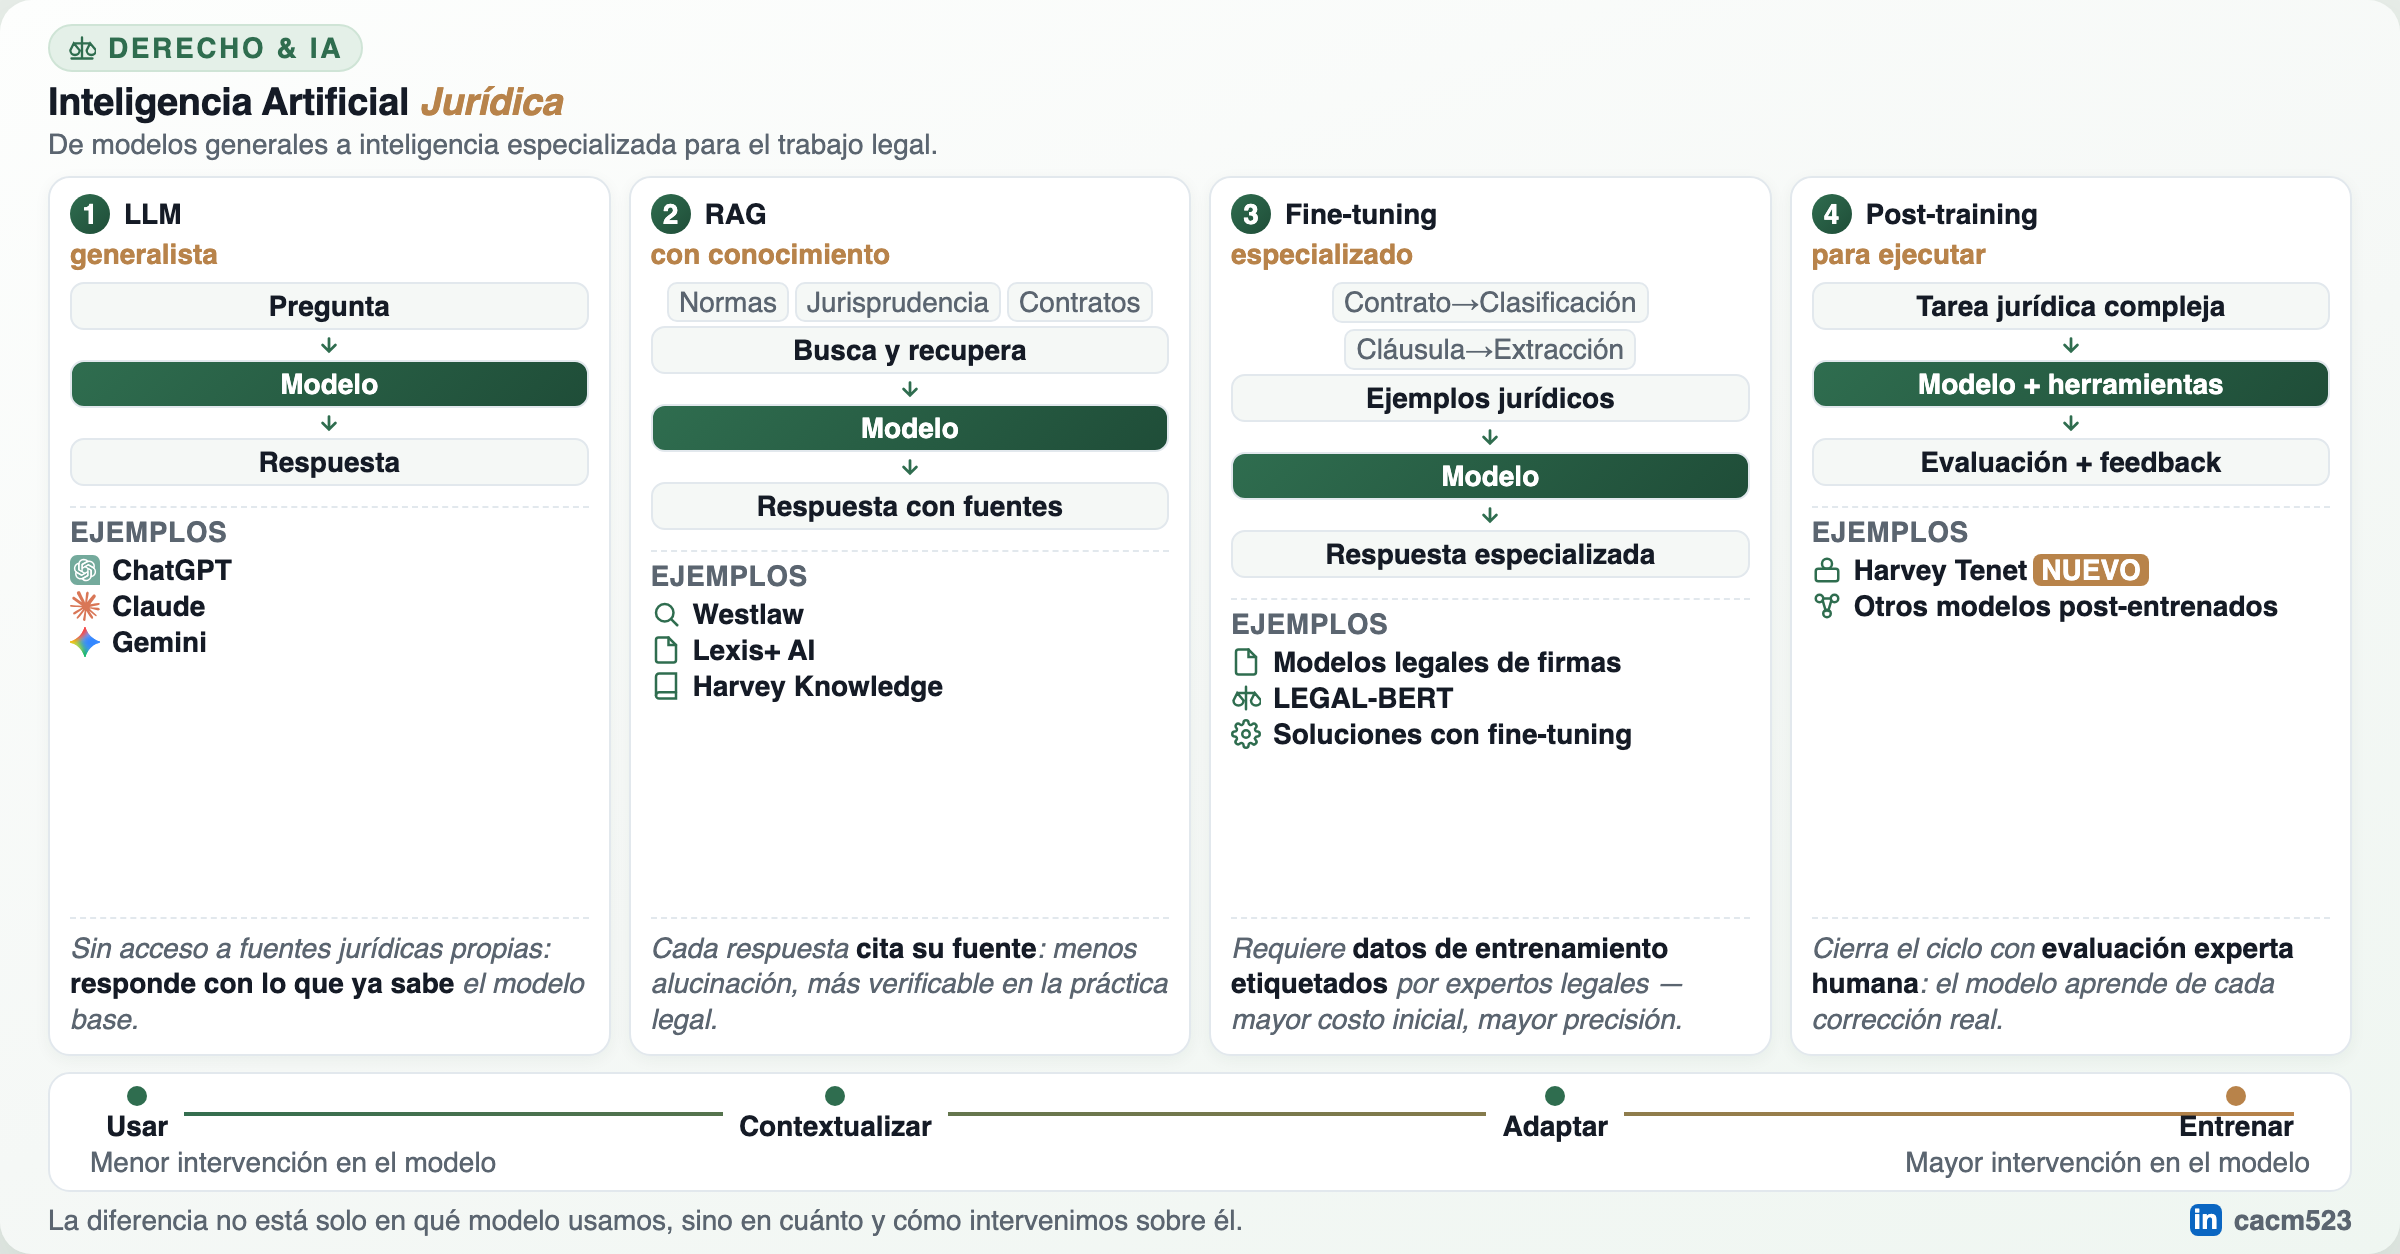 DERECHO & IA
Inteligencia Artificial Jurídica
De modelos generales a inteligencia especializada para el trabajo legal.
1 LLM
generalista
Pregunta
↓
Modelo
↓
Respuesta
EJEMPLOS
ChatGPT
Claude
Gemini
Sin acceso a fuentes jurídicas propias:
responde con lo que ya sabe el modelo
base.
2 RAG
con conocimiento
Normas Jurisprudencia Contratos
Busca y recupera
↓
Modelo
↓
Respuesta con fuentes
EJEMPLOS
Westlaw
Lexis+ AI
Harvey Knowledge
Cada respuesta cita su fuente: menos
alucinación, más verificable en la práctica
legal.
3 Fine-tuning
especializado
Contrato→Clasificación
Cláusula→Extracción
Ejemplos jurídicos
↓
Modelo
↓
Respuesta especializada
EJEMPLOS
Modelos legales de firmas
LEGAL-BERT
Soluciones con fine-tuning
Requiere datos de entrenamiento
etiquetados por expertos legales —
mayor costo inicial, mayor precisión.
4 Post-training
para ejecutar
Tarea jurídica compleja
↓
Modelo + herramientas
↓
Evaluación + feedback
EJEMPLOS
Harvey Tenet NUEVO
Otros modelos post-entrenados
Cierra el ciclo con evaluación experta
humana: el modelo aprende de cada
corrección real.
Usar Contextualizar Adaptar Entrenar
Menor intervención en el modelo Mayor intervención en el modelo
La diferencia no está solo en qué modelo usamos, sino en cuánto y cómo intervenimos sobre él.
in cacm523